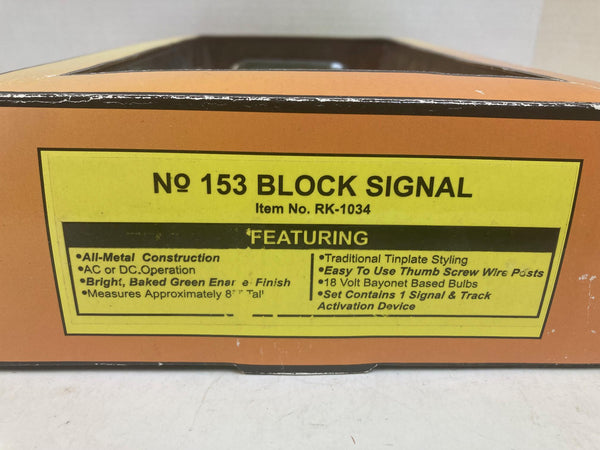 Nº 153 BLOCK SIGNAL
Item No. RK-1034
FEATURING
•All-Metal Construction
•AC or DC.Operation
•Bright, Baked Green Finish
•Measures Approximately
•Traditional Tinplate Styling
•Easy To Use Thumb Screw Wire Posts
•18 Volt Bayonet Based Bulbs
•Set Contains 1 Signal & Track
Activation Device